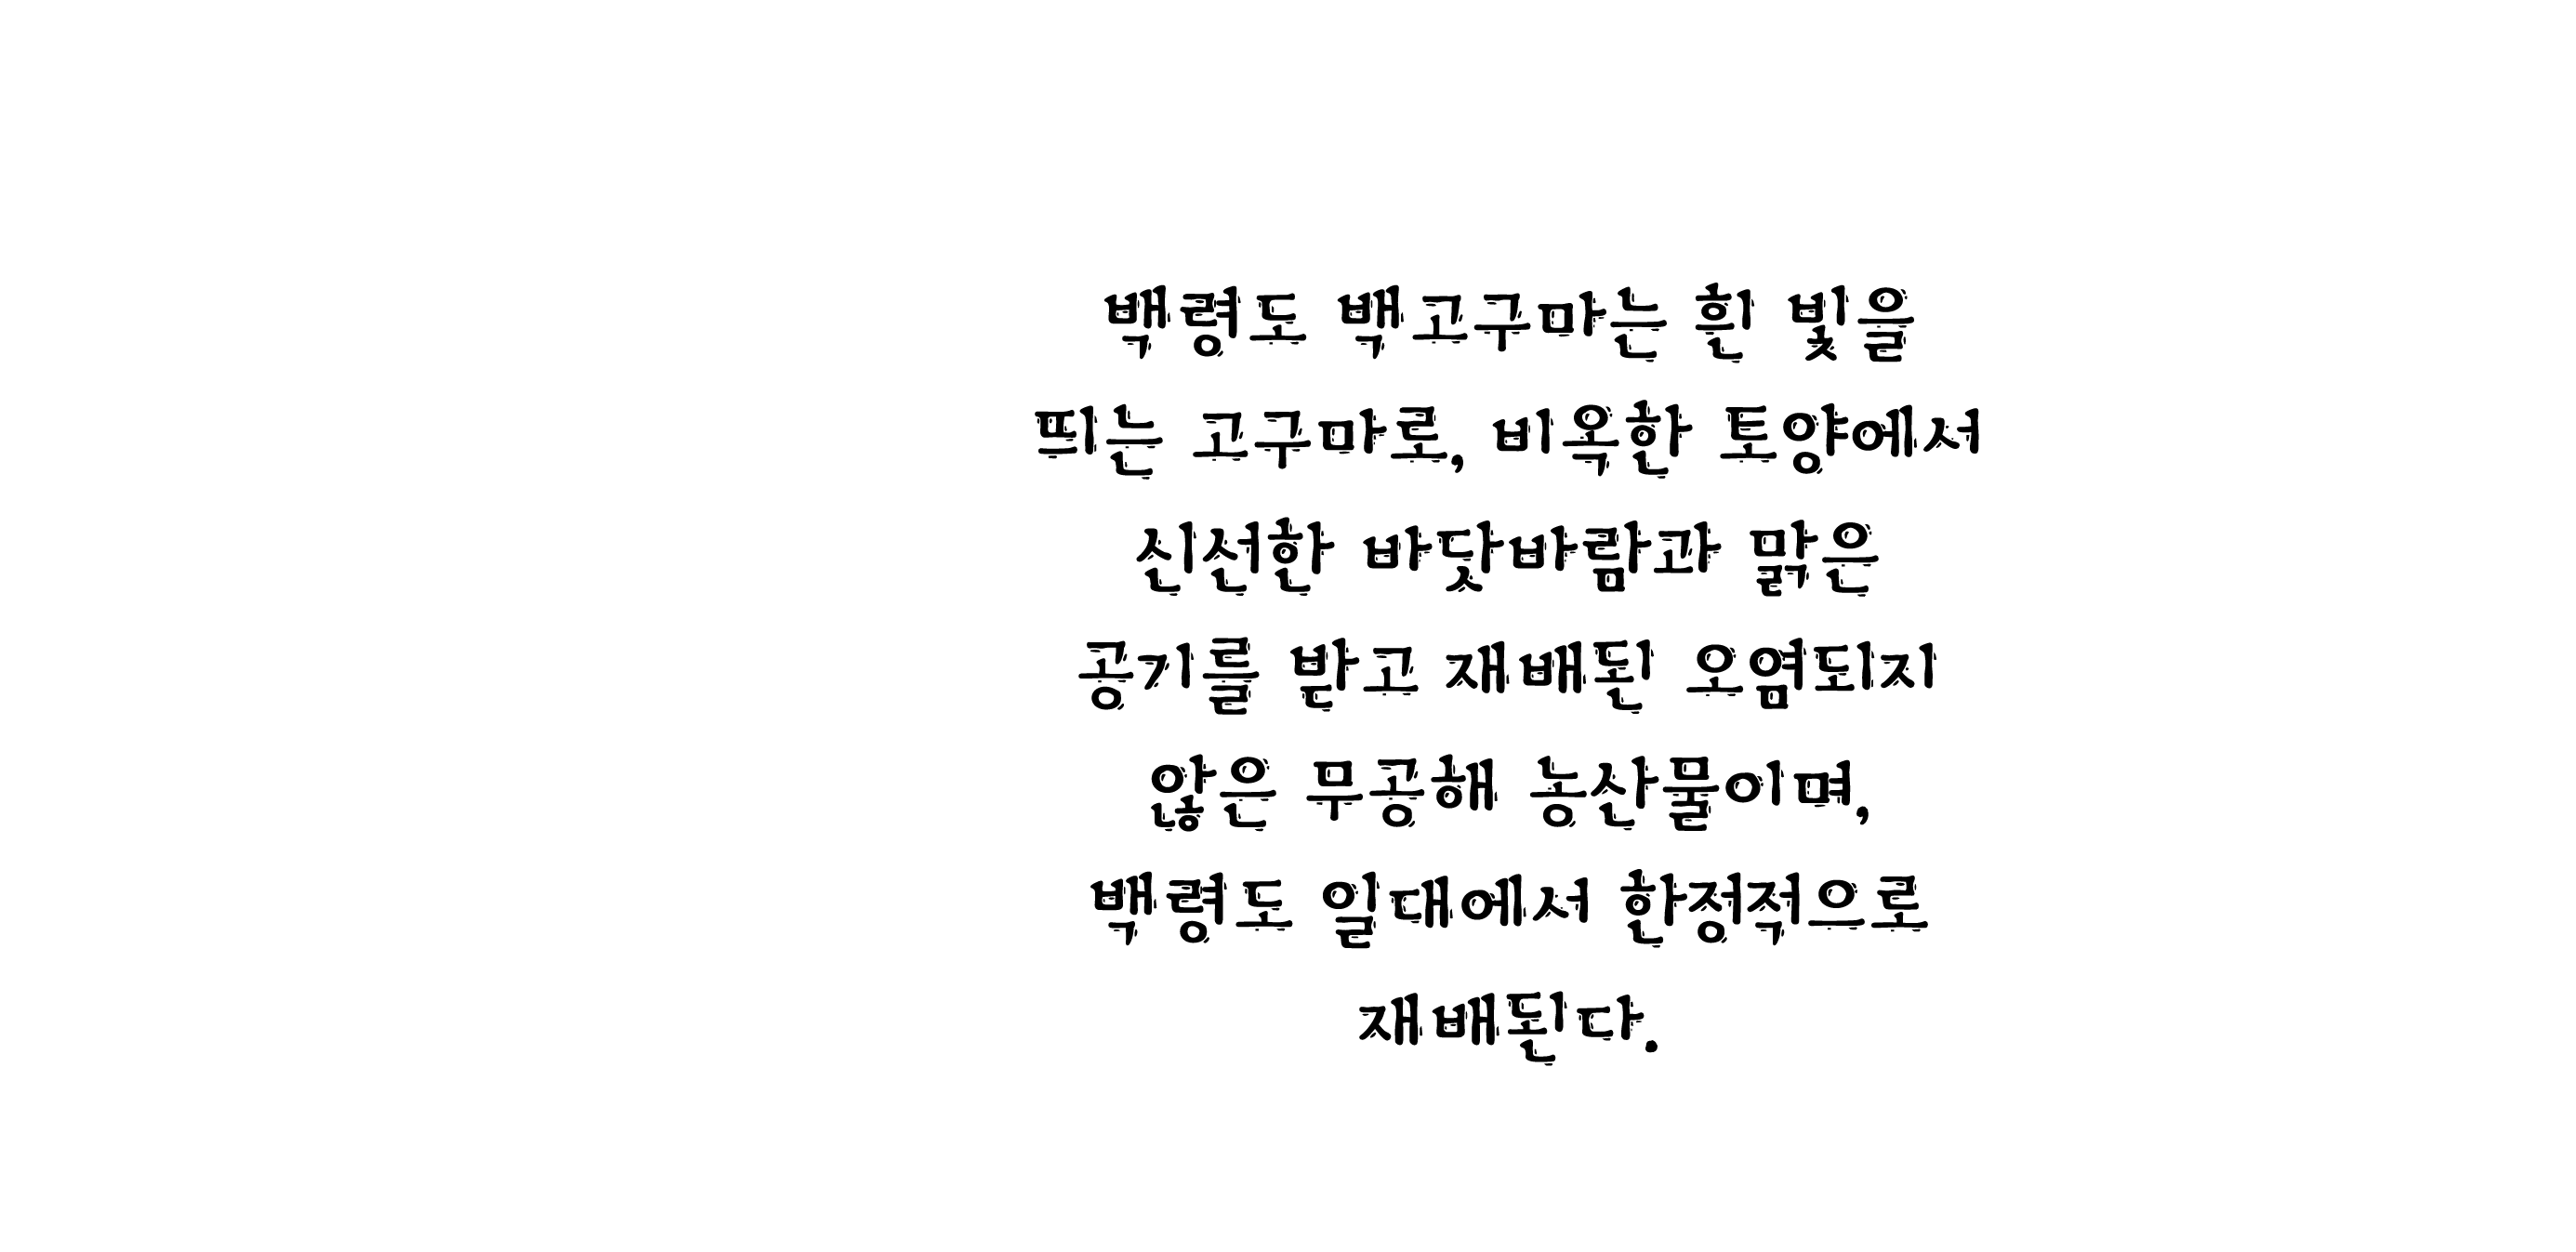 백령도 백고구마는 흰 빛을
띄는 고구마로, 비옥한 토양에서
신선한 바닷바람과 맑은
공기를 받고 재배된 오염되지
않은 무공해 농산물이며,
백령도 일대에서 한정적으로
재배된다.